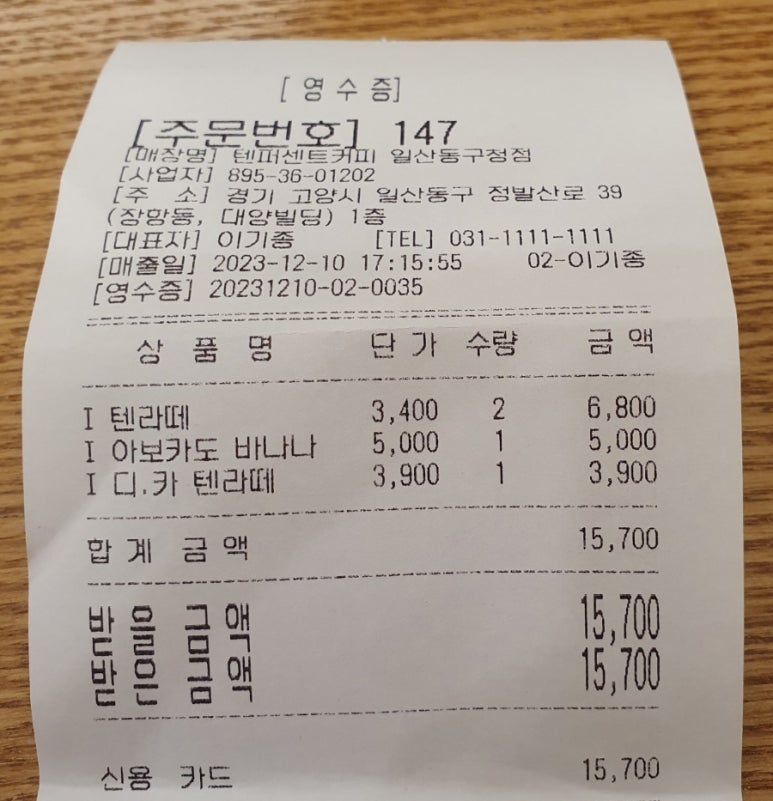 [ 영 수 증]
[주문번호] 147
[매장명] 텐퍼센트커피 일산동구청점
[사업자] 895-36-01202
[주 소] 경기 고양시 일산동구 정발산로 39
(장항동, 대양빌딩) 1층
[대표자] 이기종 [TEL] 031-1111-1111
[매출일] 2023-12-10 17:15:55 02-이기종
[영수증] 20231210-02-0035
상 품 명 단 가 수량 금 액
I 텐라떼 3,400 2 6,800
I 아보카도 바나나 5,000 1 5,000
I 디.카 텐라떼 3,900 1 3,900
합 계 금 액 15,700
받 을 금 액 15,700
받 은 금 액 15,700
신용 카드 15,700